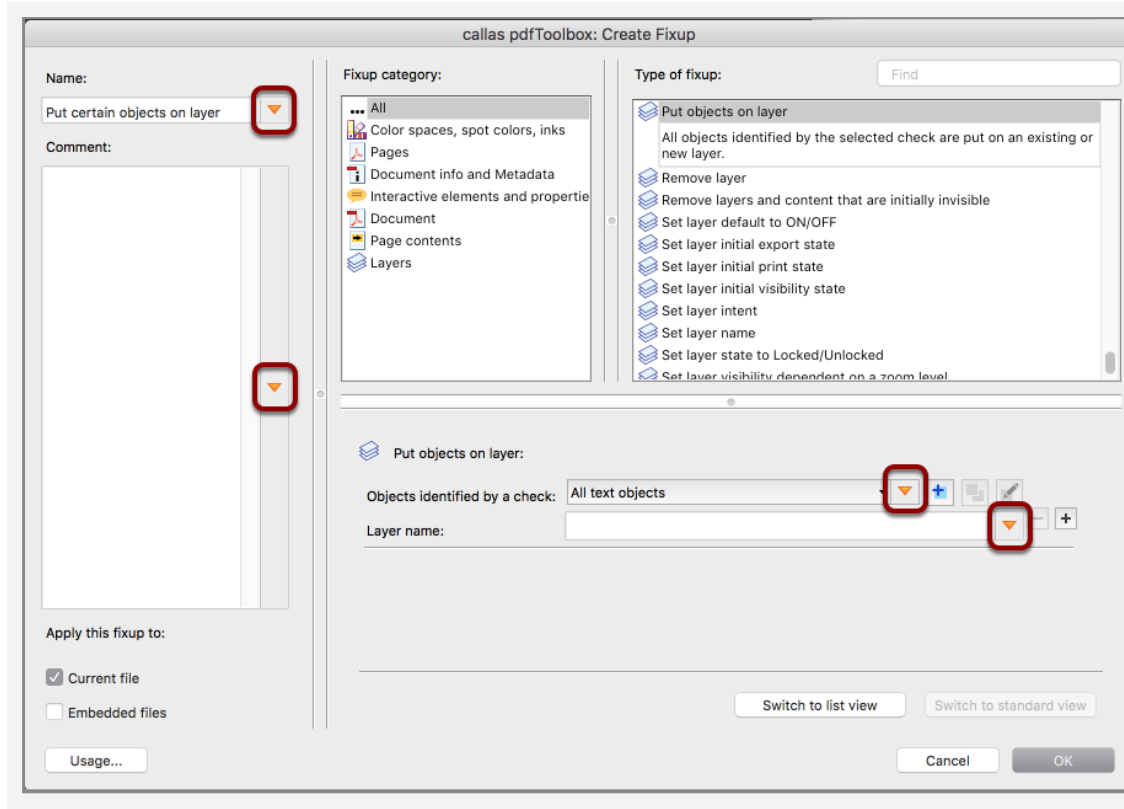 callas pdfToolbox: Create Fixup
Name:
Put certain objects on layer
Comment:
Apply this fixup to:
Current file
Embedded files
Usage...
Fixup category:
... All
Color spaces, spot colors, inks
Pages
Document info and Metadata
Interactive elements and propertie
Document
Page contents
Layers
Type of fixup:
Find
Put objects on layer
All objects identified by the selected check are put on an existing or
new layer.
Remove layer
Remove layers and content that are initially invisible
Set layer default to ON/OFF
Set layer initial export state
Set layer initial print state
Set layer initial visibility state
Set layer intent
Set layer name
Set layer state to Locked/Unlocked
Set layer visibility dependent on a zoom level
Put objects on layer:
Objects identified by a check: All text objects
Layer name:
Switch to list view Switch to standard view
Cancel OK